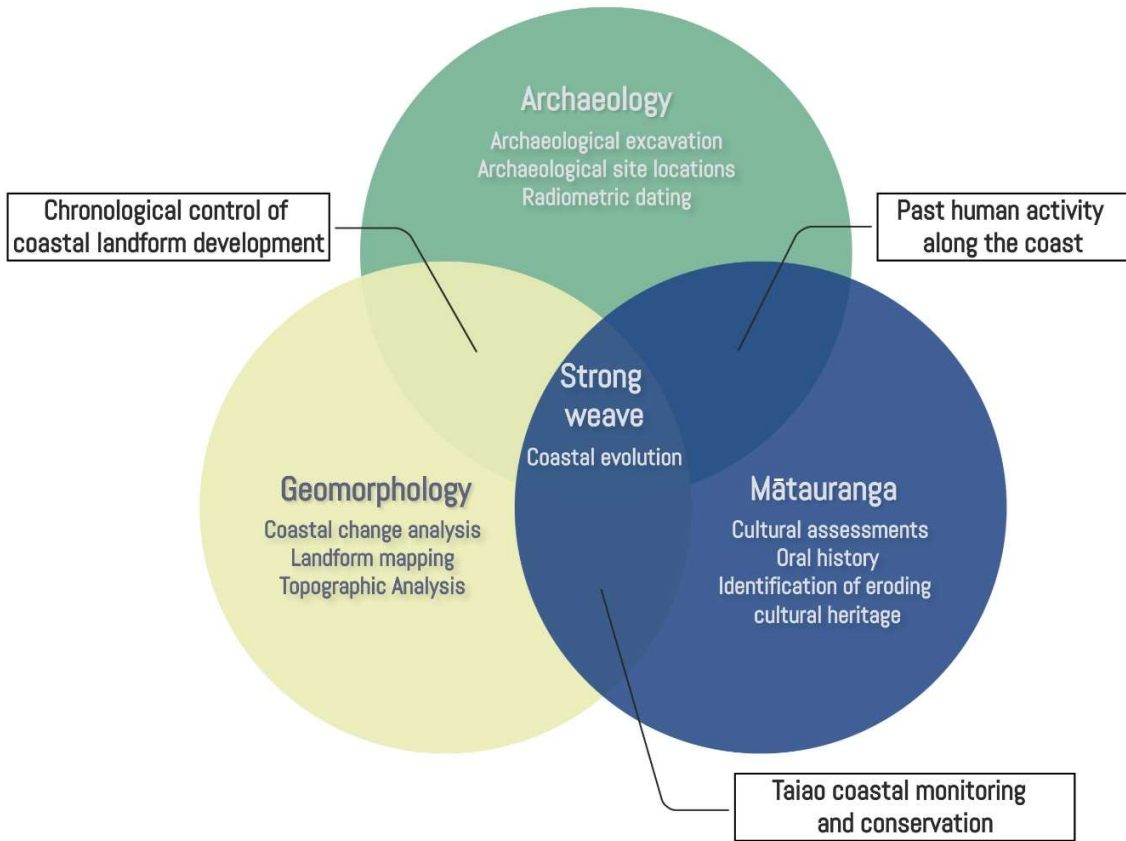 Archaeology
Archaeological excavation
Archaeological site locations
Radiometric dating
Chronological control of
coastal landform development
Past human activity
along the coast
Strong
weave
Coastal evolution
Geomorphology
Coastal change analysis
Landform mapping
Topographic Analysis
Mātauranga
Cultural assessments
Oral history
Identification of eroding
cultural heritage
Taiao coastal monitoring
and conservation